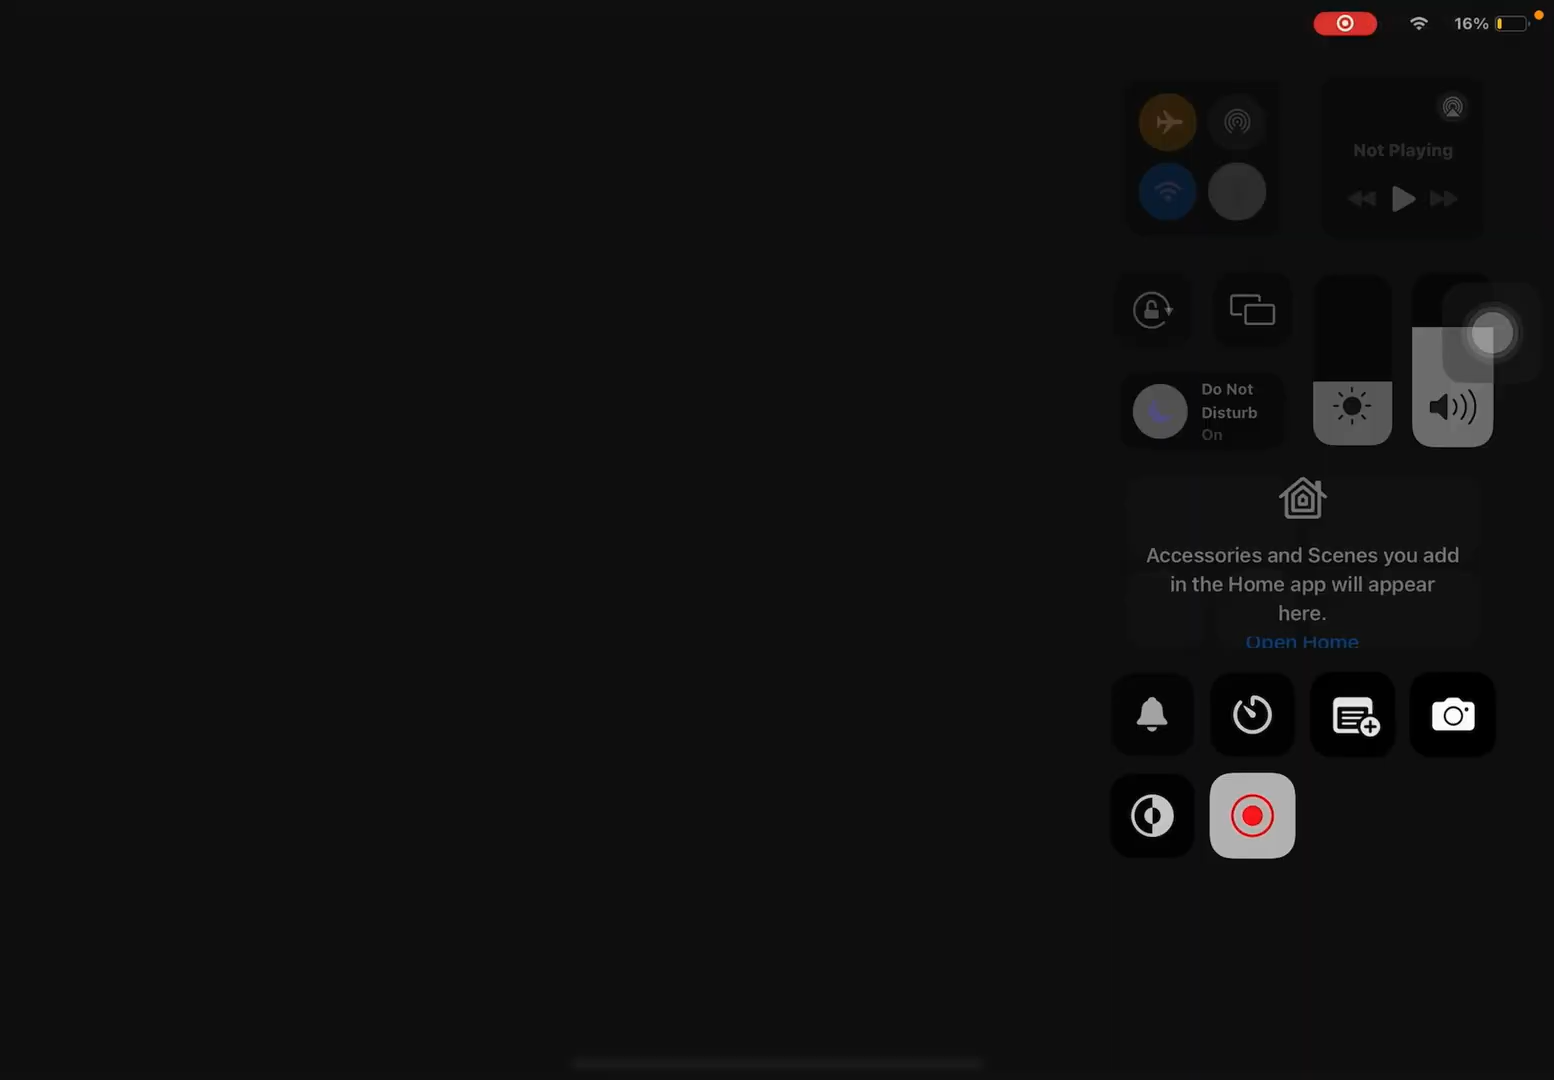 16%
Not Playing
Do Not
Disturb
On
Accessories and Scenes you add
in the Home app will appear
here.
Open Home